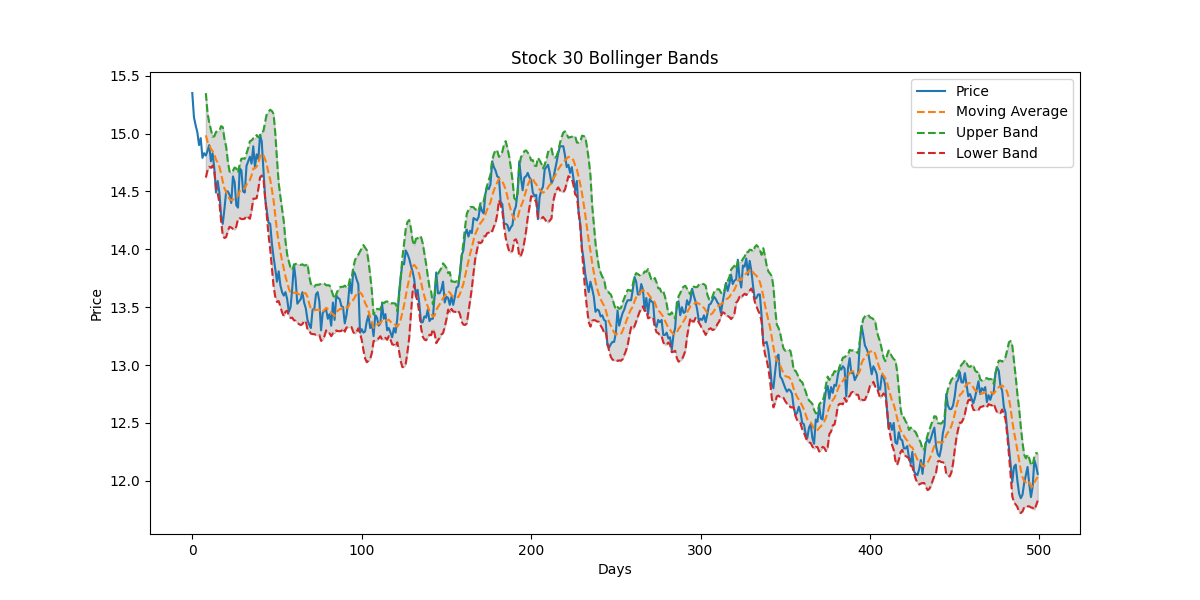 Stock 30 Bollinger Bands
15.5
15.0
14.5
14.0
13.5
13.0
12.5
12.0
Price
0
100
200
300
400
500
Days
Price
Moving Average
Upper Band
Lower Band